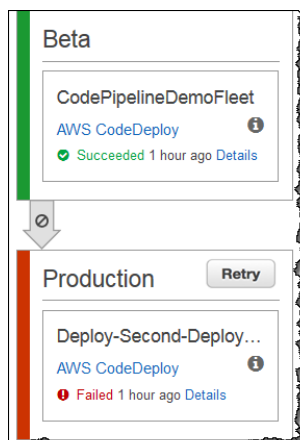 Beta
CodePipelineDemoFleet
AWS CodeDeploy
Succeeded 1 hour ago Details
Production
Retry
Deploy-Second-Deploy...
AWS CodeDeploy
Failed 1 hour ago Details